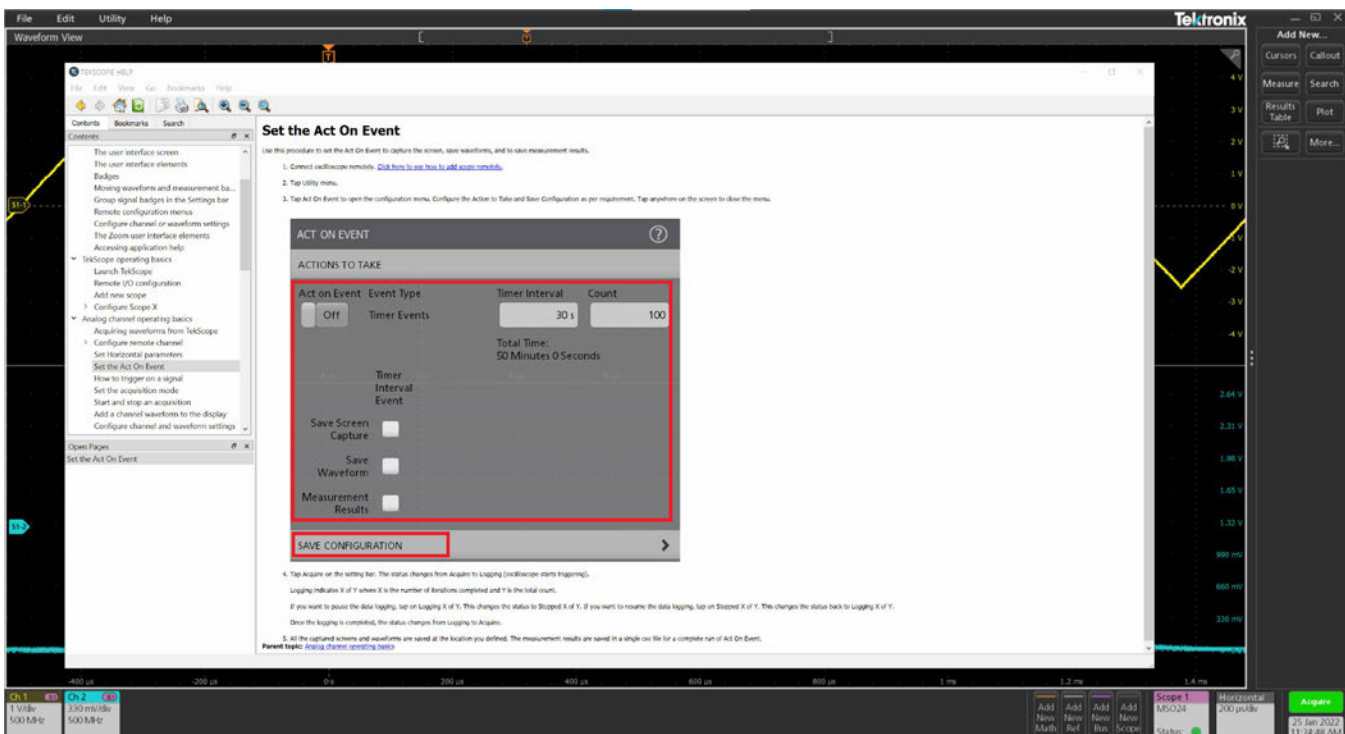 File Edit Utility Help
Tektronix
Waveform View
Add New...
Cursors Callout
Measure Search
Results Table Plot
More...
TEKSCOPE HELP
File Edit View Go Bookmarks Help
Contents Bookmarks Search
Contents
The user interface screen
The user interface elements
Badges
Moving waveform and measurement ba...
Group signal badges in the Settings bar
Remote configuration menus
Configure channel or waveform settings
The Zoom user interface elements
Accessing application help
TekScope operating basics
Launch TekScope
Remote I/O configuration
Add new scope
Configure Scope X
Analog channel operating basics
Acquiring waveforms from TekScope
Configure remote channel
Set Horizontal parameters
Set the Act On Event
How to trigger on a signal
Set the acquisition mode
Start and stop an acquisition
Add a channel waveform to the display
Configure channel and waveform settings
Open Pages
Set the Act On Event
Set the Act On Event
Use this procedure to set the Act On Event to capture the screen, save waveforms, and to save measurement results.
1. Connect oscilloscope remotely. Click here to see how to add scope remotely.
2. Tap Utility menu.
3. Tap Act On Event to open the configuration menu. Configure the Action to Take and Save Configuration as per requirement. Tap anywhere on the screen to close the menu.
ACT ON EVENT
ACTIONS TO TAKE
Act on Event Event Type Timer Interval Count
Off Timer Events 30 s 100
Total Time:
50 Minutes 0 Seconds
Timer
Interval
Event
Save Screen
Capture
Save
Waveform
Measurement
Results
SAVE CONFIGURATION
4. Tap Acquire on the setting bar. The status changes from Acquire to Logging (oscilloscope starts triggering).
Logging indicates X of Y where X is the number of iterations completed and Y is the total count.
If you want to pause the data logging, tap on Logging X of Y. This changes the status to Stopped X of Y. If you want to resume the data logging, tap on Stopped X of Y. This changes the status back to Logging X of Y.
Once the logging is completed, the status changes from Logging to Acquire.
5. All the captured screens and waveforms are saved at the location you defined. The measurement results are saved in a single csv file for a complete run of Act On Event.
Parent topic: Analog channel operating basics
4 V
3 V
2 V
1 V
0 V
-1 V
-2 V
-3 V
-4 V
2.64 V
2.31 V
1.98 V
1.65 V
1.32 V
990 mV
660 mV
330 mV
S1-1
S1-2
-400 µs -200 µs 0 s 200 µs 400 µs 600 µs 800 µs 1 ms 1.2 ms 1.4 ms
Ch 1
1 V/div
500 MHz
Ch 2
330 mV/div
500 MHz
Add New Math
Add New Ref
Add New Bus
Add New Scope
Scope 1
MSO24
Status:
Horizontal
200 µs/div
Acquire
25 Jan 2022
11:24:48 AM